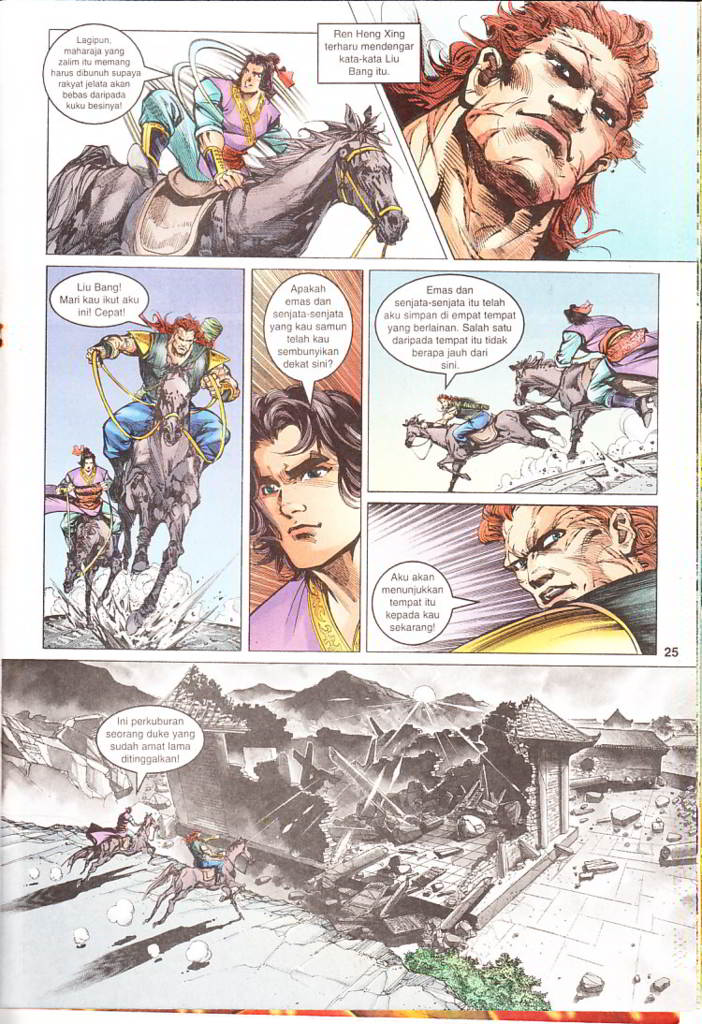 Lagipun,
maharaja yang
zalim itu memang
harus dibunuh supaya
rakyat jelata akan
bebas daripada
kuku besinya!
Ren Heng Xing
terharu mendengar
kata-kata Liu
Bang itu.
Liu Bang!
Mari kau ikut aku
ini! Cepat!
Apakah
emas dan
senjata-senjata
yang kau samun
telah kau
sembunyikan
dekat sini?
Emas dan
senjata-senjata itu telah
aku simpan di empat tempat
yang berlainan. Salah satu
daripada tempat itu tidak
berapa jauh dari
sini.
Aku akan
menunjukkan
tempat itu
kepada kau
sekarang!
25
Ini perkuburan
seorang duke yang
sudah amat lama
ditinggalkan!